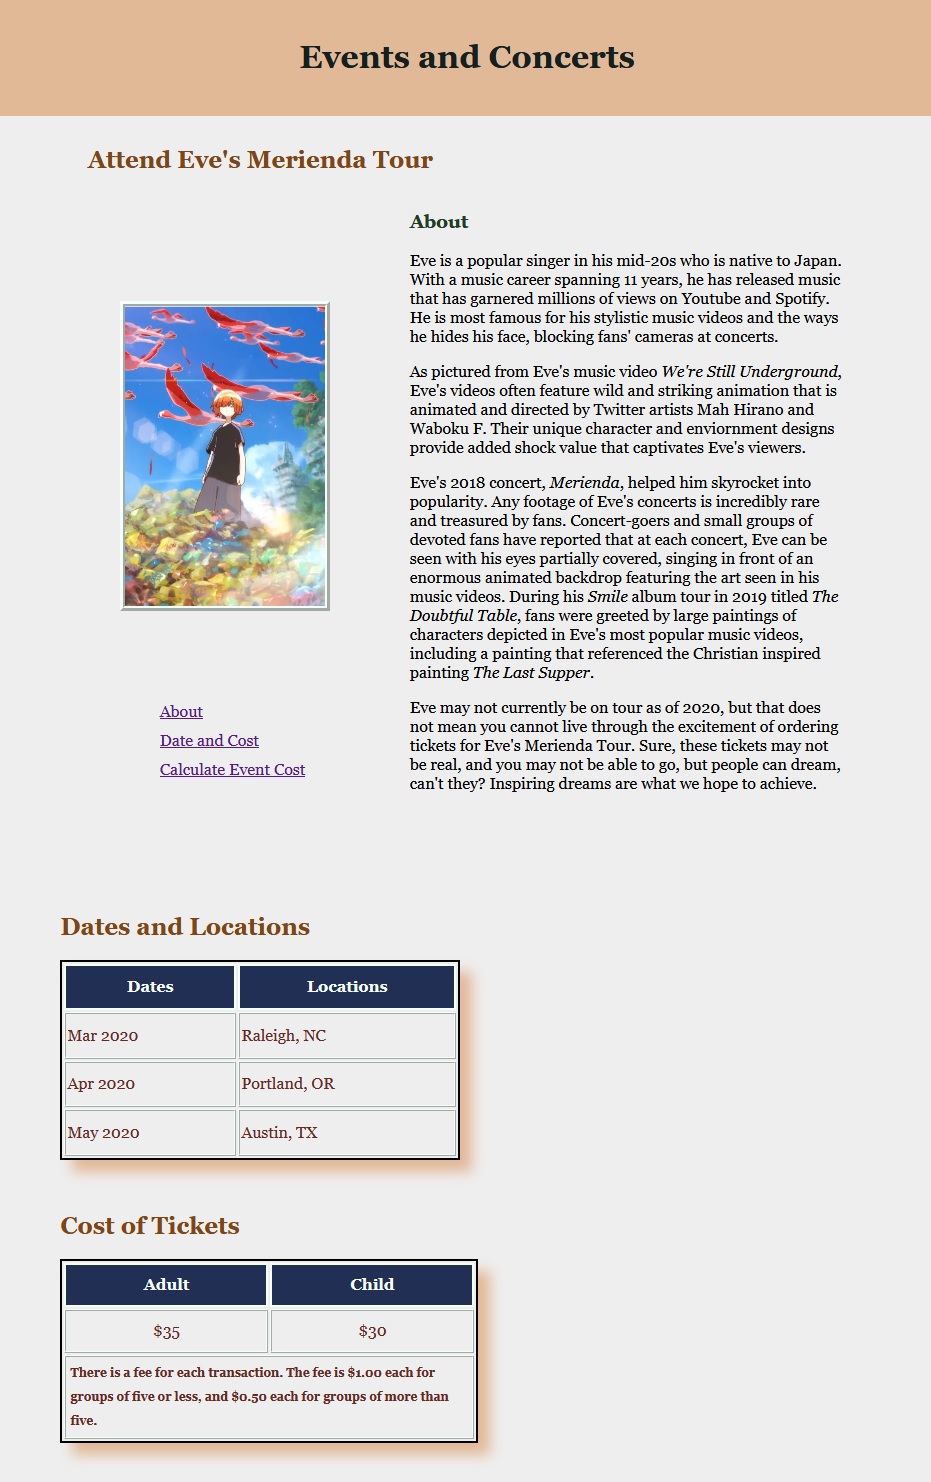 Events and Concerts
Attend Eve's Merienda Tour
About
Eve is a popular singer in his mid-20s who is native to Japan.
With a music career spanning 11 years, he has released music
that has garnered millions of views on Youtube and Spotify.
He is most famous for his stylistic music videos and the ways
he hides his face, blocking fans' cameras at concerts.
As pictured from Eve's music video We're Still Underground,
Eve's videos often feature wild and striking animation that is
animated and directed by Twitter artists Mah Hirano and
Waboku F. Their unique character and enviornment designs
provide added shock value that captivates Eve's viewers.
Eve's 2018 concert, Merienda, helped him skyrocket into
popularity. Any footage of Eve's concerts is incredibly rare
and treasured by fans. Concert-goers and small groups of
devoted fans have reported that at each concert, Eve can be
seen with his eyes partially covered, singing in front of an
enormous animated backdrop featuring the art seen in his
music videos. During his Smile album tour in 2019 titled The
Doubtful Table, fans were greeted by large paintings of
characters depicted in Eve's most popular music videos,
including a painting that referenced the Christian inspired
painting The Last Supper.
Eve may not currently be on tour as of 2020, but that does
not mean you cannot live through the excitement of ordering
tickets for Eve's Merienda Tour. Sure, these tickets may not
be real, and you may not be able to go, but people can dream,
can't they? Inspiring dreams are what we hope to achieve.
About
Date and Cost
Calculate Event Cost
Dates and Locations
Dates Locations
Mar 2020 Raleigh, NC
Apr 2020 Portland, OR
May 2020 Austin, TX
Cost of Tickets
Adult Child
$35 $30
There is a fee for each transaction. The fee is $1.00 each for
groups of five or less, and $0.50 each for groups of more than
five.